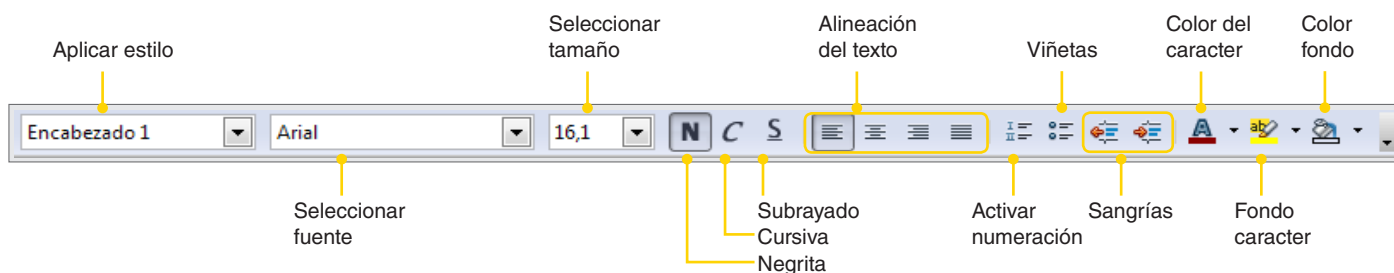 Aplicar estilo
Seleccionar
tamaño
Alineación
del texto
Viñetas
Color del
caracter
Color
fondo
Encabezado 1
Arial
16,1
N
C
S
I
II
A
ab
Seleccionar
fuente
Subrayado
Cursiva
Negrita
Activar
numeración
Sangrías
Fondo
caracter